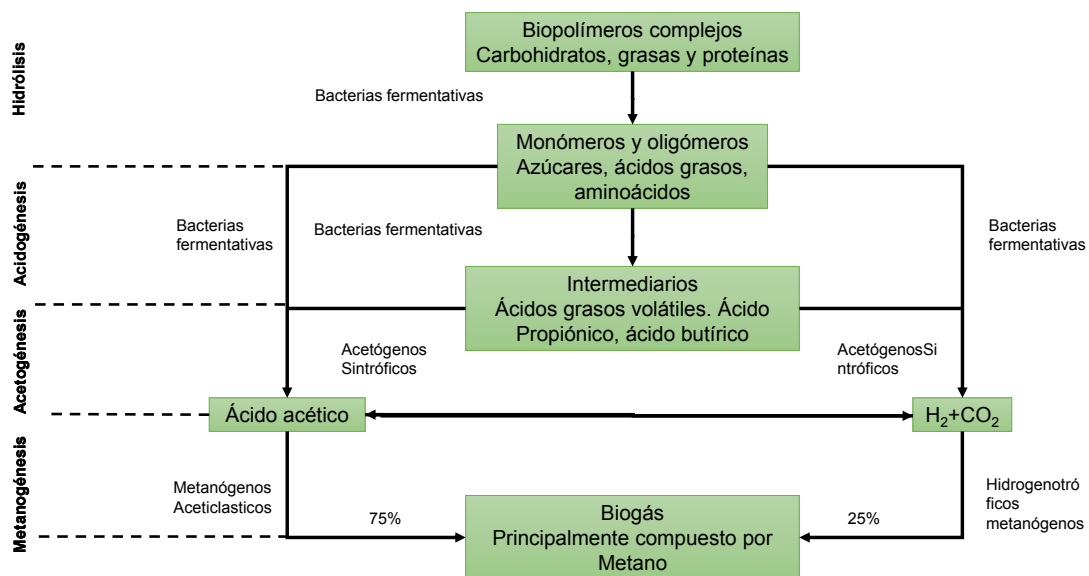 Biopolímeros complejos
Carbohidratos, grasas y proteínas
Hidrólisis
Bacterias fermentativas
Monómeros y oligómeros
Azúcares, ácidos grasos,
aminoácidos
Acidogénesis
Bacterias
fermentativas
Bacterias fermentativas
Bacterias
fermentativas
Intermediarios
Ácidos grasos volátiles. Ácido
Propiónico, ácido butírico
Acetogénesis
Acetógenos
Sintróficos
AcetógenosSi
ntróficos
Ácido acético
H₂+CO₂
Metanogénesis
Metanógenos
Aceticlasticos
75%
Biogás
Principalmente compuesto por
Metano
25%
Hidrogenotró
ficos
metanógenos